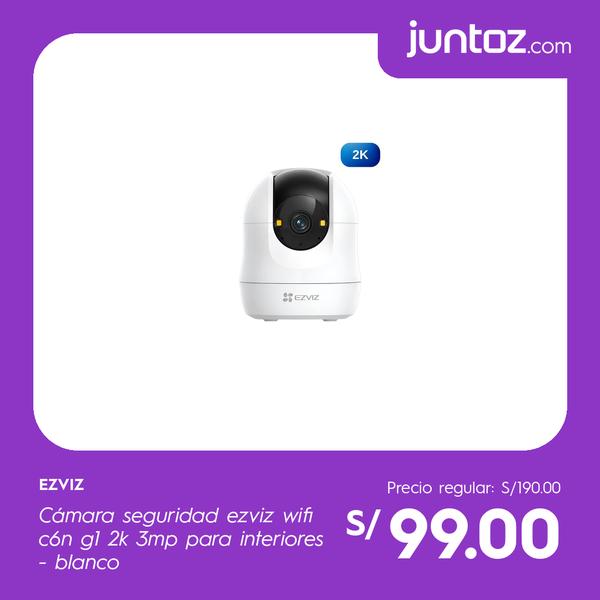 juntoz.com
2K
EZVIZ
EZVIZ
Precio regular: S/190.00
Cámara seguridad ezviz wifi
c6n g1 2k 3mp para interiores
- blanco
S/ 99.00